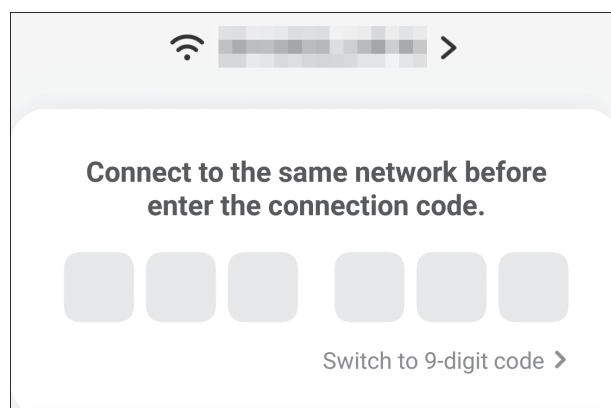 Connect to the same network before
enter the connection code.
Switch to 9-digit code